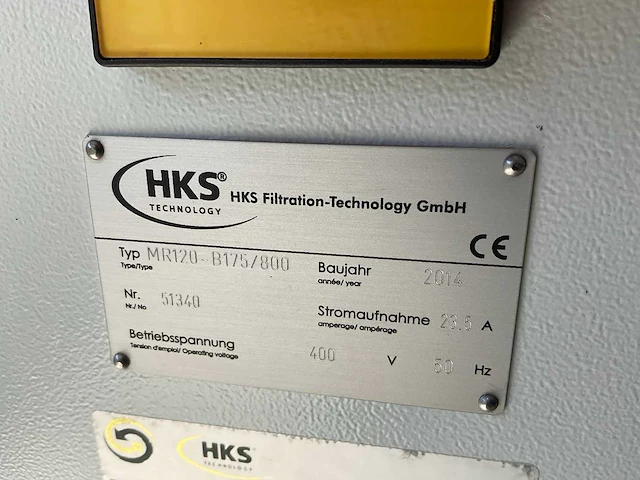 HKS®
TECHNOLOGY
HKS Filtration-Technology GmbH
CE
Typ MR120-B175/800
Type/Type
Baujahr 2014
année/ year
Nr. 51340
Nr./ No
Stromaufnahme 23.5 A
amperage/ ampérage
Betriebsspannung 400 V 50 Hz
Tension d'emploi/ Operating voltage
HKS
TECHNOLOGY